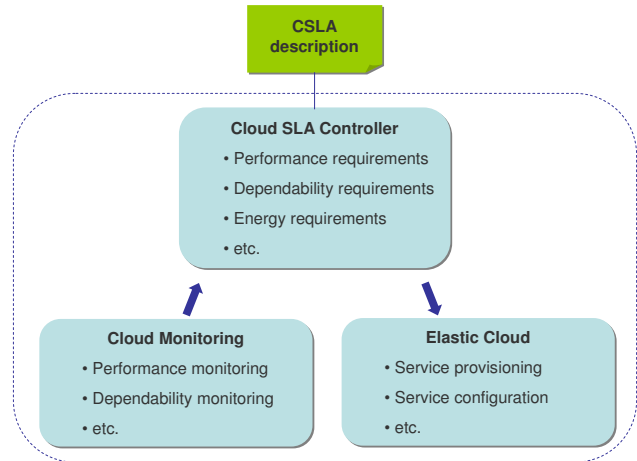 CSLA
description
Cloud SLA Controller
• Performance requirements
• Dependability requirements
• Energy requirements
• etc.
Cloud Monitoring
• Performance monitoring
• Dependability monitoring
• etc.
Elastic Cloud
• Service provisioning
• Service configuration
• etc.